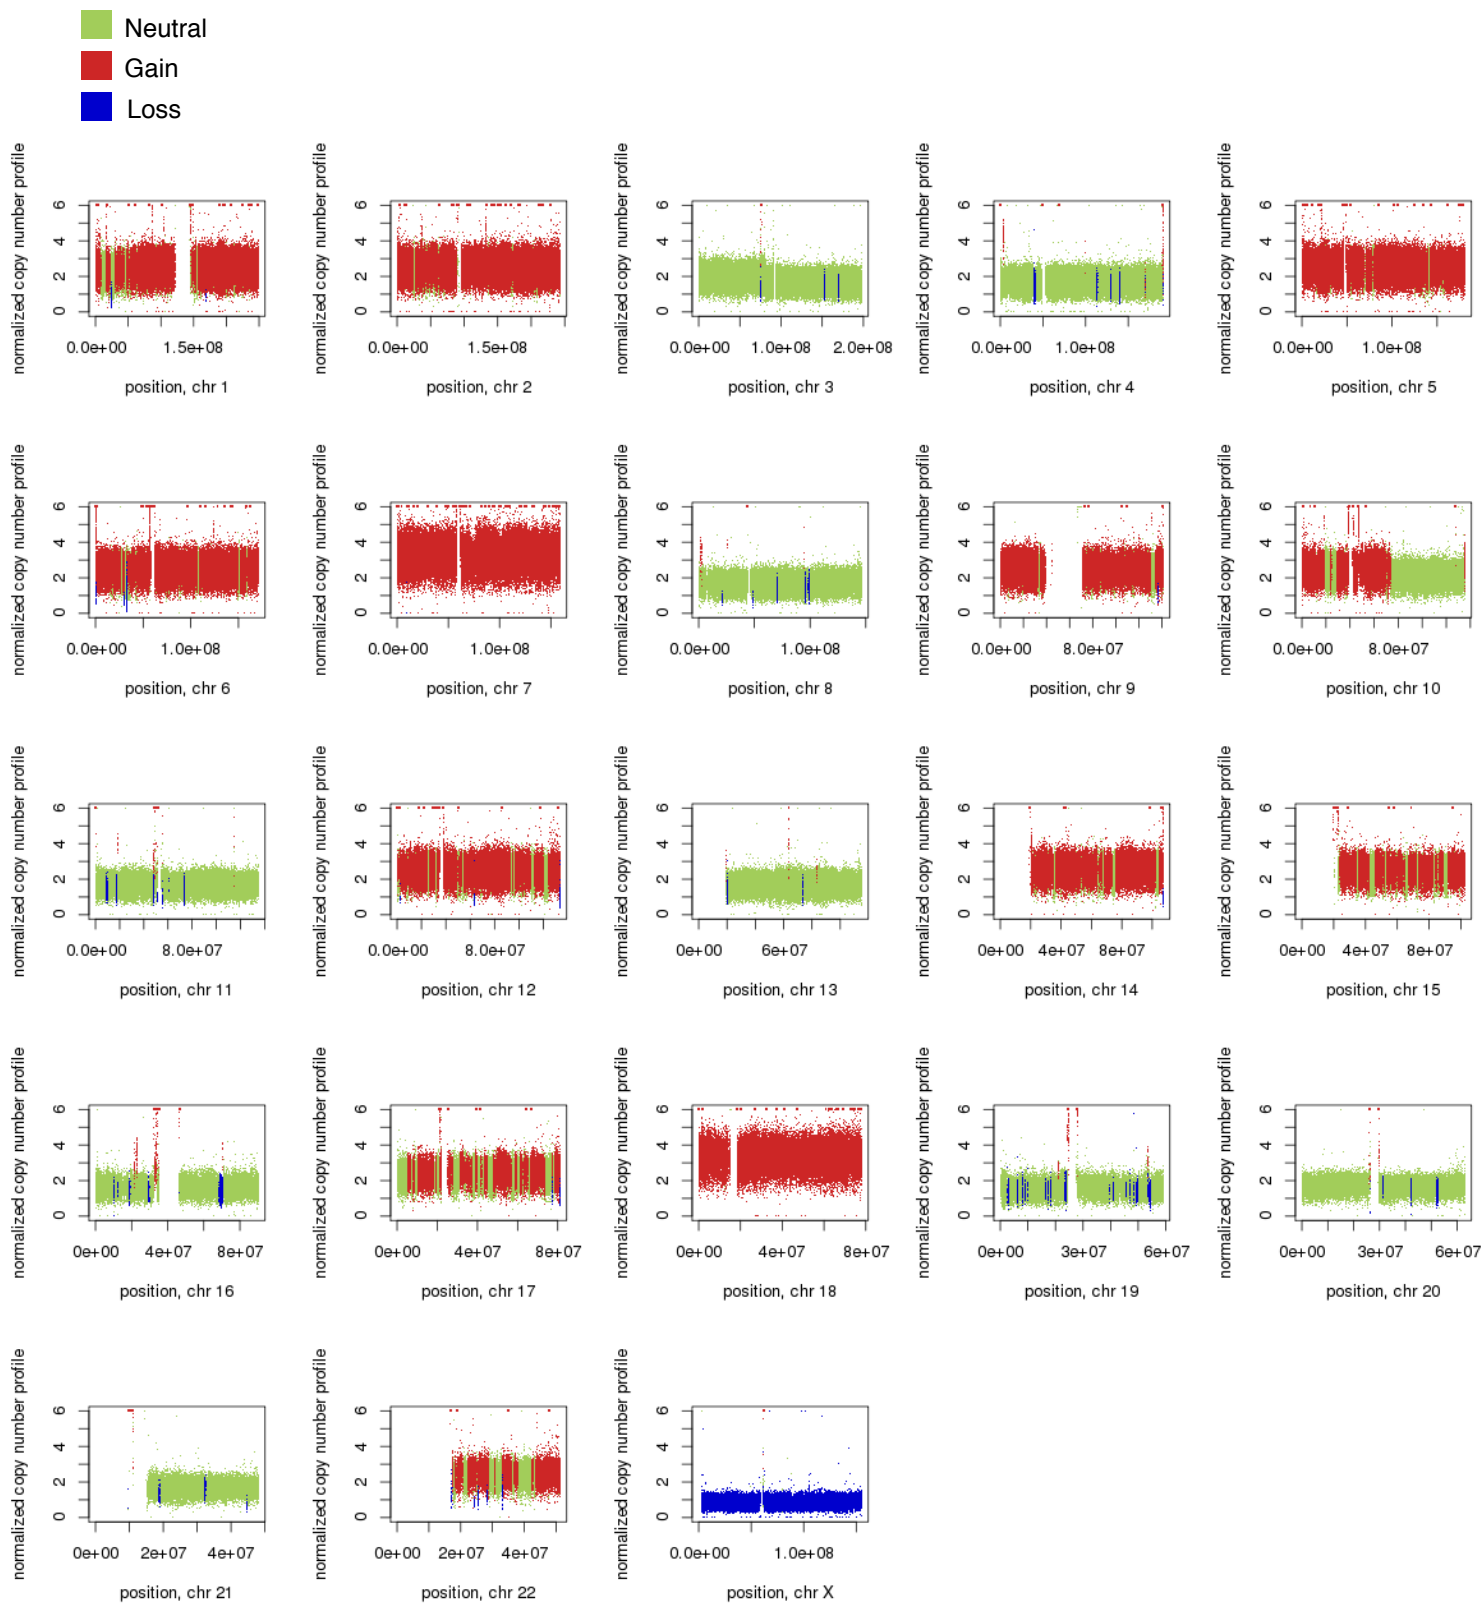 Neutral
Gain
Loss
normalized copy number profile
0 2 4 6
0.0e+00 1.5e+08
position, chr 1
normalized copy number profile
0 2 4 6
0.0e+00 1.5e+08
position, chr 2
normalized copy number profile
0 2 4 6
0.0e+00 1.0e+08 2.0e+08
position, chr 3
normalized copy number profile
0 2 4 6
0.0e+00 1.0e+08
position, chr 4
normalized copy number profile
0 2 4 6
0.0e+00 1.0e+08
position, chr 5
normalized copy number profile
0 2 4 6
0.0e+00 1.0e+08
position, chr 6
normalized copy number profile
0 2 4 6
0.0e+00 1.0e+08
position, chr 7
normalized copy number profile
0 2 4 6
0.0e+00 1.0e+08
position, chr 8
normalized copy number profile
0 2 4 6
0.0e+00 8.0e+07
position, chr 9
normalized copy number profile
0 2 4 6
0.0e+00 8.0e+07
position, chr 10
normalized copy number profile
0 2 4 6
0.0e+00 8.0e+07
position, chr 11
normalized copy number profile
0 2 4 6
0.0e+00 8.0e+07
position, chr 12
normalized copy number profile
0 2 4 6
0e+00 6e+07
position, chr 13
normalized copy number profile
0 2 4 6
0e+00 4e+07 8e+07
position, chr 14
normalized copy number profile
0 2 4 6
0e+00 4e+07 8e+07
position, chr 15
normalized copy number profile
0 2 4 6
0e+00 4e+07 8e+07
position, chr 16
normalized copy number profile
0 2 4 6
0e+00 4e+07 8e+07
position, chr 17
normalized copy number profile
0 2 4 6
0e+00 4e+07 8e+07
position, chr 18
normalized copy number profile
0 2 4 6
0e+00 3e+07 6e+07
position, chr 19
normalized copy number profile
0 2 4 6
0e+00 3e+07 6e+07
position, chr 20
normalized copy number profile
0 2 4 6
0e+00 2e+07 4e+07
position, chr 21
normalized copy number profile
0 2 4 6
0e+00 2e+07 4e+07
position, chr 22
normalized copy number profile
0 2 4 6
0.0e+00 1.0e+08
position, chr X